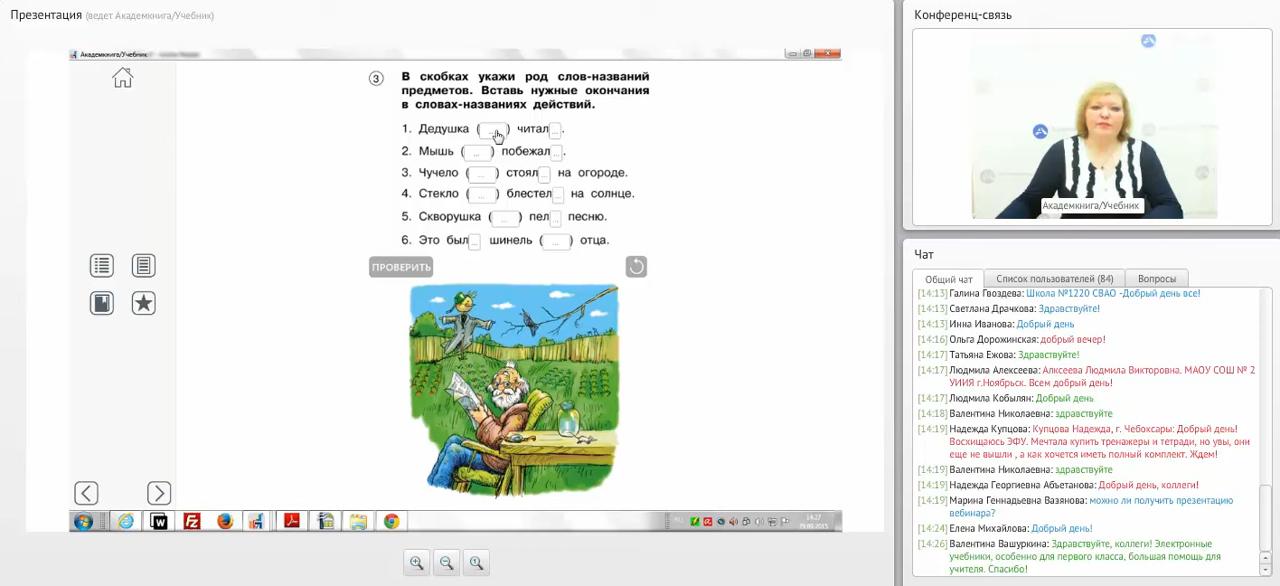 Презентация (ведет Академкнига/Учебник)
Академкнига/Учебник
3 В скобках укажи род слов-названий
предметов. Вставь нужные окончания
в словах-названиях действий.
1. Дедушка (...) читал... .
2. Мышь (...) побежал... .
3. Чучело (...) стоял... на огороде.
4. Стекло (...) блестел... на солнце.
5. Скворушка (...) пел... песню.
6. Это был... шинель (...) отца.
ПРОВЕРИТЬ
14:27
Конференц-связь
Академкнига/Учебник
Чат
Общий чат Список пользователей (84) Вопросы
[14:13] Галина Гвоздева: Школа №1220 СВАО -Добрый день все!
[14:13] Светлана Драчкова: Здравствуйте!
[14:13] Инна Иванова: Добрый день
[14:16] Ольга Дорожинская: добрый вечер!
[14:17] Татьяна Ежова: Здравствуйте!
[14:17] Людмила Алексеева: Алксеева Людмила Викторовна. МАОУ СОШ № 2
УИИЯ г.Ноябрьск. Всем добрый день!
[14:17] Людмила Кобылян: Добрый день
[14:18] Валентина Николаевна: здравствуйте
[14:19] Надежда Купцова: Купцова Надежда, г. Чебоксары: Добрый день!
Восхищаюсь ЭФУ. Мечтала купить тренажеры и тетради, но увы, они
еще не вышли , а как хочется иметь полный комплект. Ждем!
[14:19] Валентина Николаевна: здравствуйте
[14:19] Надежда Георгиевна Абъетанова: Добрый день, коллеги!
[14:19] Марина Геннадьевна Вазянова: можно ли получить презентацию
вебинара?
[14:24] Елена Михайлова: Добрый день!
[14:26] Валентина Вашуркина: Здравствуйте, коллеги! Электронные
учебники, особенно для первого класса, большая помощь для
учителя. Спасибо!